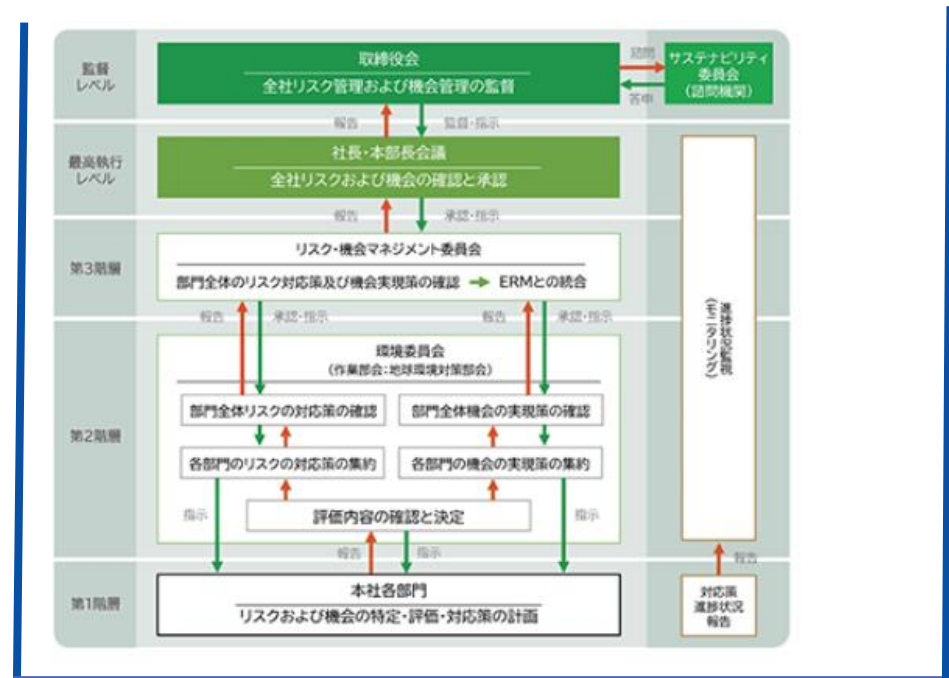 監督
レベル
取締役会
全社リスク管理および機会管理の監督
諮問
答申
サステナビリティ
委員会
(諮問機関)
報告
監督・指示
最高執行
レベル
社長・本部長会議
全社リスクおよび機会の確認と承認
報告
承認・指示
第3階層
リスク・機会マネジメント委員会
部門全体のリスク対応策及び機会実現策の確認 → ERMとの統合
報告
承認・指示
報告
承認・指示
進捗状況監視
(モニタリング)
第2階層
環境委員会
(作業部会:地球環境対策部会)
部門全体リスクの対応策の確認
部門全体機会の実現策の確認
各部門のリスクの対応策の集約
各部門の機会の実現策の集約
指示
評価内容の確認と決定
指示
報告
指示
報告
第1階層
本社各部門
リスクおよび機会の特定・評価・対応策の計画
対応策
進捗状況
報告